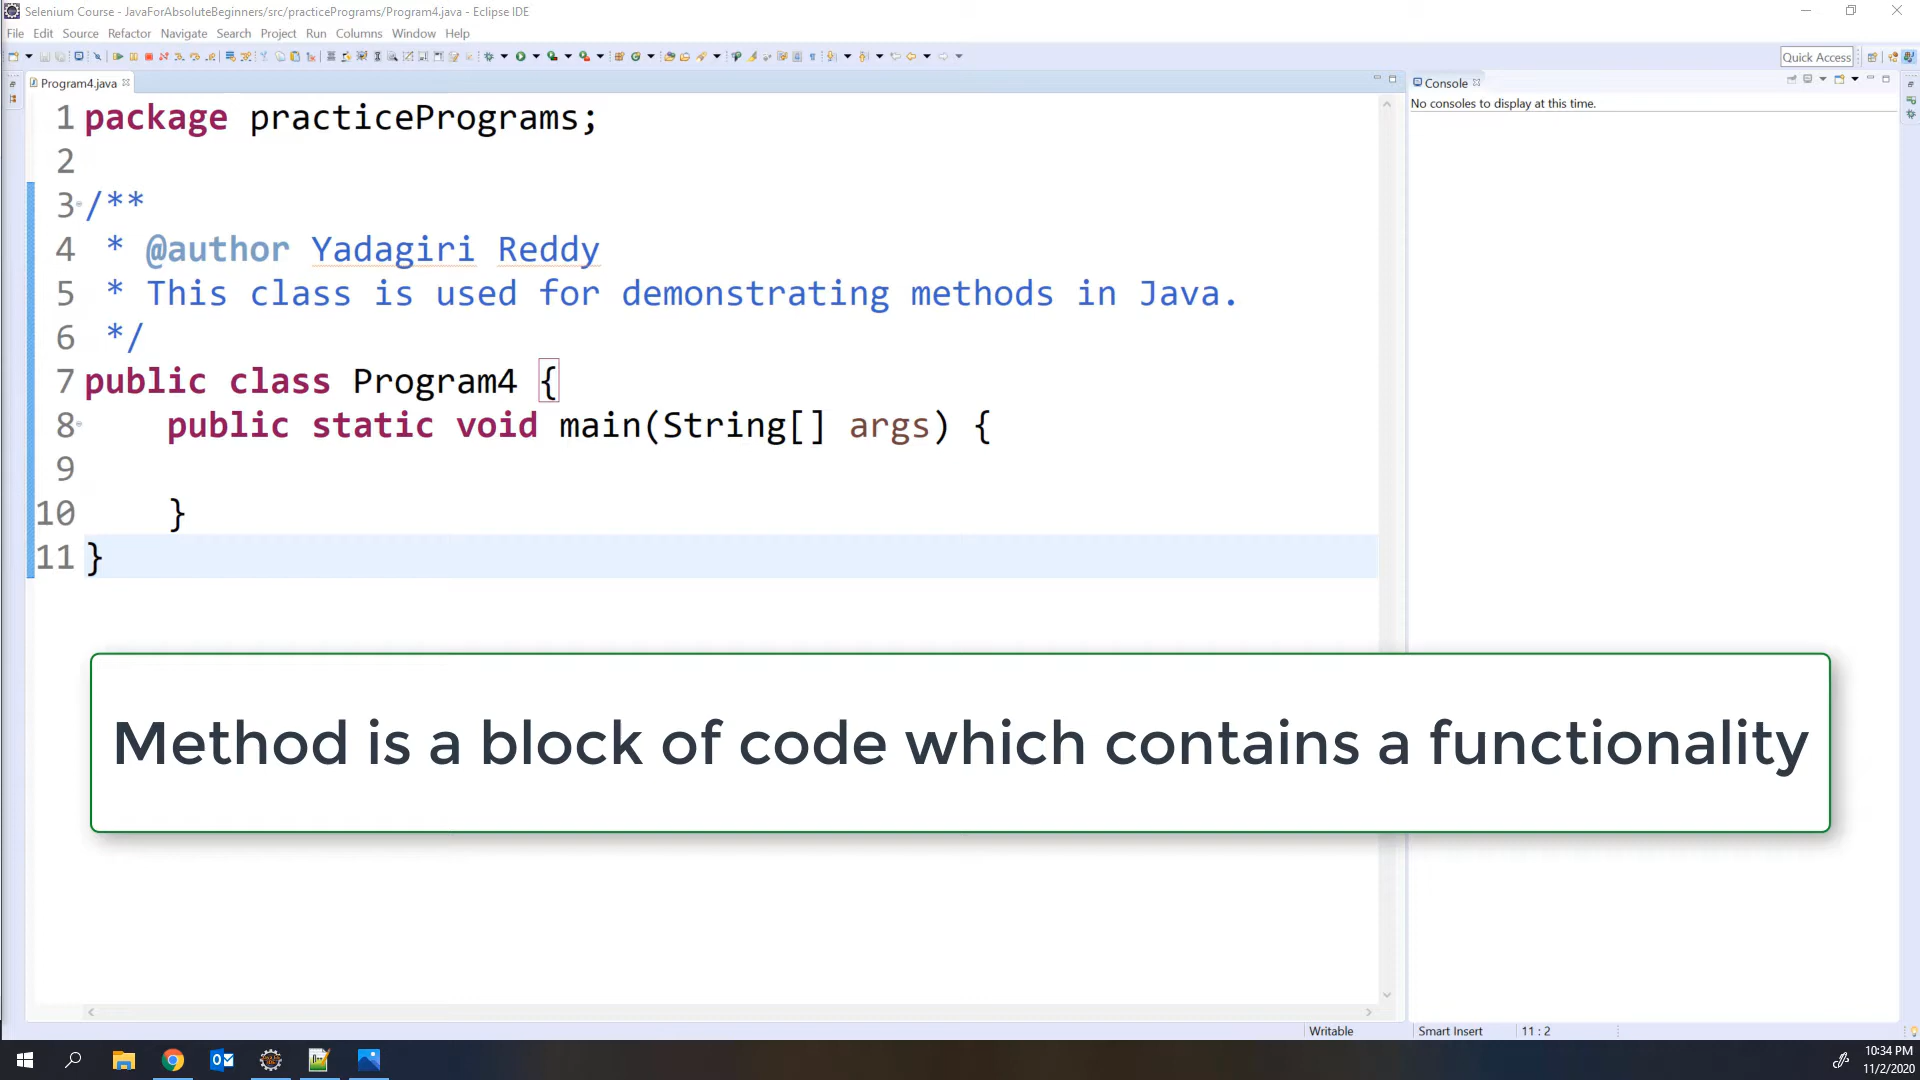 Selenium Course - JavaForAbsoluteBeginners/src/practicePrograms/Program4.java - Eclipse IDE
File Edit Source Refactor Navigate Search Project Run Columns Window Help
Quick Access
Program4.java
Console
No consoles to display at this time.
1 package practicePrograms;
2
3 /**
4 * @author Yadagiri Reddy
5 * This class is used for demonstrating methods in Java.
6 */
7 public class Program4 {
8 public static void main(String[] args) {
9
10 }
11 }
Method is a block of code which contains a functionality
Writable Smart Insert 11 : 2
10:34 PM
11/2/2020